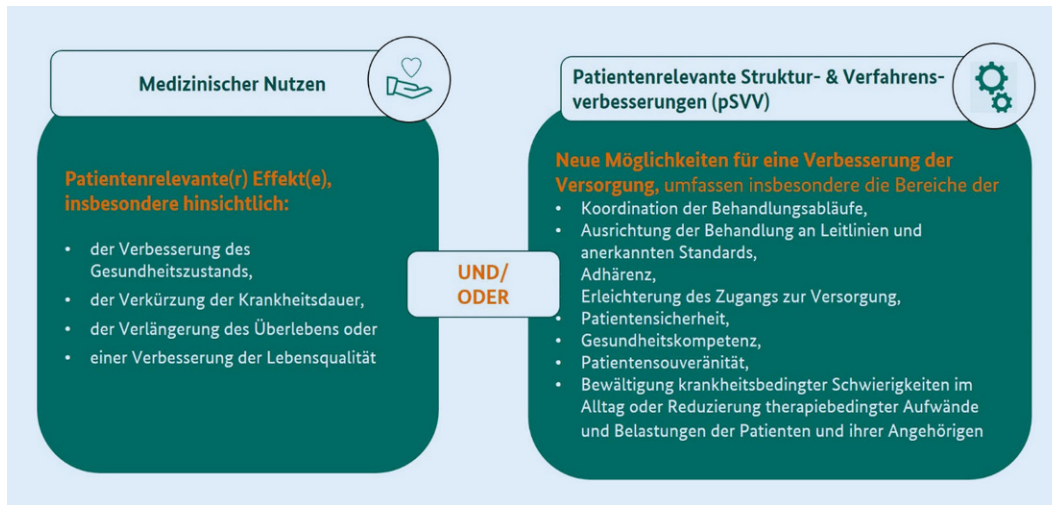 Medizinischer Nutzen
Patientenrelevante(r) Effekt(e),
insbesondere hinsichtlich:
• der Verbesserung des
Gesundheitszustands,
• der Verkürzung der Krankheitsdauer,
• der Verlängerung des Überlebens oder
• einer Verbesserung der Lebensqualität
UND/
ODER
Patientenrelevante Struktur- & Verfahrens-
verbesserungen (pSVV)
Neue Möglichkeiten für eine Verbesserung der
Versorgung, umfassen insbesondere die Bereiche der
• Koordination der Behandlungsabläufe,
• Ausrichtung der Behandlung an Leitlinien und
anerkannten Standards,
Adhärenz,
Erleichterung des Zugangs zur Versorgung,
• Patientensicherheit,
• Gesundheitskompetenz,
• Patientensouveränität,
• Bewältigung krankheitsbedingter Schwierigkeiten im
Alltag oder Reduzierung therapiebedingter Aufwände
und Belastungen der Patienten und ihrer Angehörigen